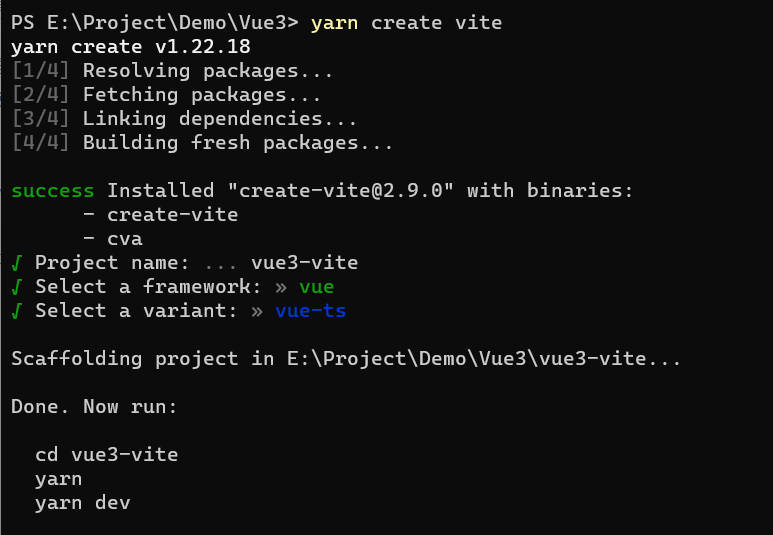 PS E:\Project\Demo\Vue3> yarn create vite
yarn create v1.22.18
[1/4] Resolving packages...
[2/4] Fetching packages...
[3/4] Linking dependencies...
[4/4] Building fresh packages...
success Installed "create-vite@2.9.0" with binaries:
      - create-vite
      - cva
√ Project name: ... vue3-vite
√ Select a framework: » vue
√ Select a variant: » vue-ts
Scaffolding project in E:\Project\Demo\Vue3\vue3-vite...
Done. Now run:
  cd vue3-vite
  yarn
  yarn dev